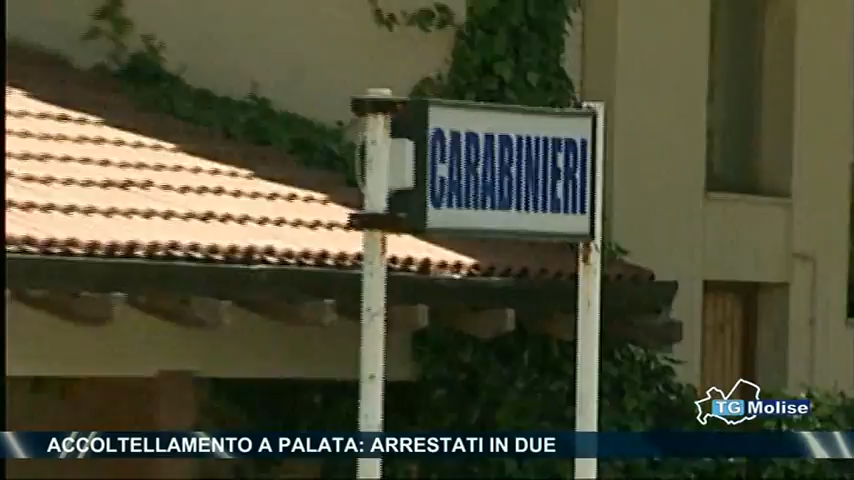 CARABINIERI
TG Molise
ACCOLTELLAMENTO A PALATA: ARRESTATI IN DUE